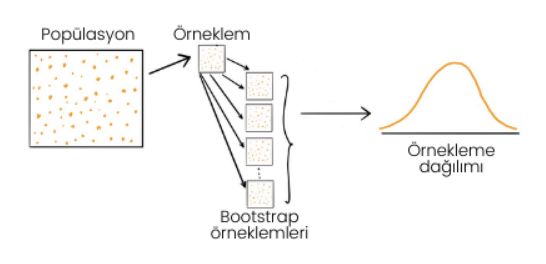 Popülasyon
Örneklem
Bootstrap
örneklemleri
Örnekleme
dağılımı